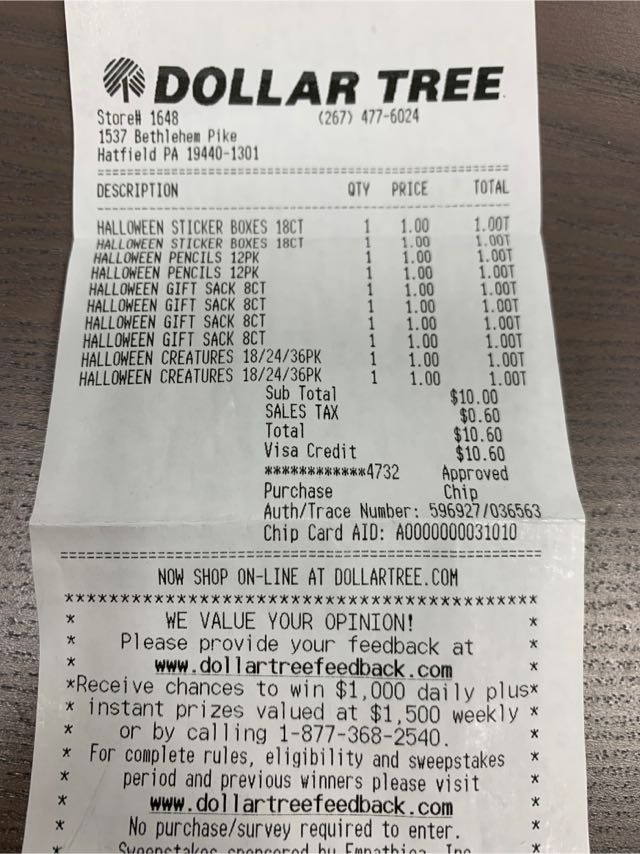 DOLLAR TREE
Store# 1648 (267) 477-6024
1537 Bethlehem Pike
Hatfield PA 19440-1301
================================================
DESCRIPTION QTY PRICE TOTAL
HALLOWEEN STICKER BOXES 18CT 1 1.00 1.00T
HALLOWEEN STICKER BOXES 18CT 1 1.00 1.00T
HALLOWEEN PENCILS 12PK 1 1.00 1.00T
HALLOWEEN PENCILS 12PK 1 1.00 1.00T
HALLOWEEN GIFT SACK 8CT 1 1.00 1.00T
HALLOWEEN GIFT SACK 8CT 1 1.00 1.00T
HALLOWEEN GIFT SACK 8CT 1 1.00 1.00T
HALLOWEEN GIFT SACK 8CT 1 1.00 1.00T
HALLOWEEN CREATURES 18/24/36PK 1 1.00 1.00T
HALLOWEEN CREATURES 18/24/36PK 1 1.00 1.00T
Sub Total $10.00
SALES TAX $0.60
Total $10.60
Visa Credit $10.60
************4732 Approved
Purchase Chip
Auth/Trace Number: 596927/036563
Chip Card AID: A0000000031010
================================================
NOW SHOP ON-LINE AT DOLLARTREE.COM
******************************************
* WE VALUE YOUR OPINION! *
* Please provide your feedback at *
* www.dollartreefeedback.com *
*Receive chances to win $1,000 daily plus*
* instant prizes valued at $1,500 weekly *
* or by calling 1-877-368-2540. *
* For complete rules, eligibility and sweepstakes *
* period and previous winners please visit *
* www.dollartreefeedback.com *
* No purchase/survey required to enter. *
* Sweepstakes sponsored by Empathica, Inc. *